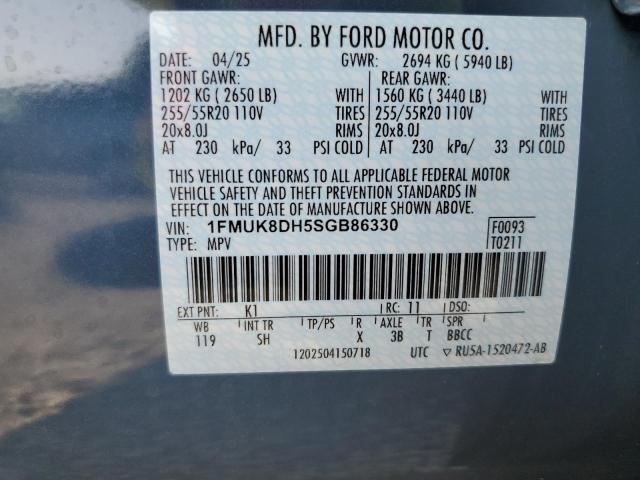 MFD. BY FORD MOTOR CO.
DATE: 04/25 GVWR: 2694 KG ( 5940 LB)
FRONT GAWR: REAR GAWR:
1202 KG ( 2650 LB) WITH 1560 KG ( 3440 LB) WITH
255/55R20 110V TIRES 255/55R20 110V TIRES
20x8.0J RIMS 20x8.0J RIMS
AT 230 kPa/ 33 PSI COLD AT 230 kPa/ 33 PSI COLD
THIS VEHICLE CONFORMS TO ALL APPLICABLE FEDERAL MOTOR
VEHICLE SAFETY AND THEFT PREVENTION STANDARDS IN
EFFECT ON THE DATE OF MANUFACTURE SHOWN ABOVE.
VIN: 1FMUK8DH5SGB86330 F0093
TYPE: MPV T0211
EXT PNT: K1 RC: 11 DSO:
WB INT TR TP/PS R AXLE TR SPR
119 SH X 3B T BBCC
1202504150718 UTC ▽ RU5A-1520472-AB